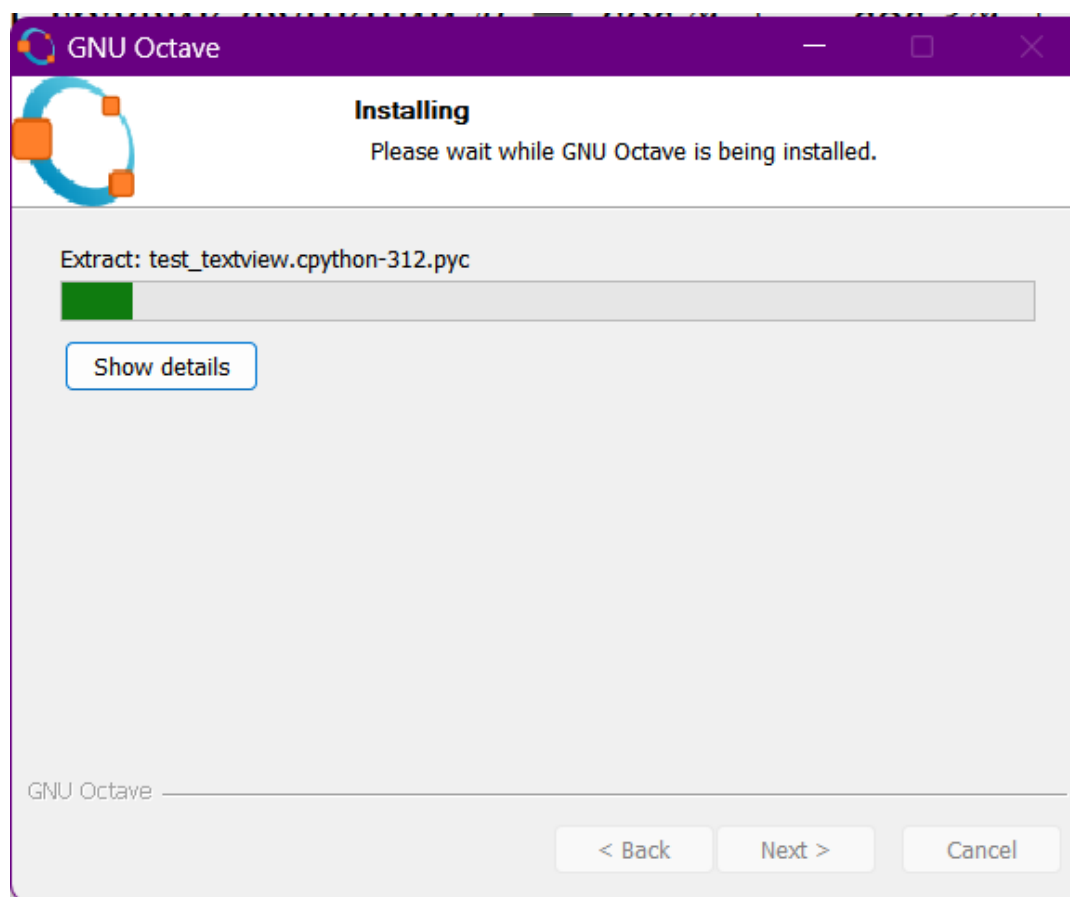 GNU Octave
Installing
Please wait while GNU Octave is being installed.
Extract: test_textview.cpython-312.pyc
Show details
GNU Octave
< Back
Next >
Cancel